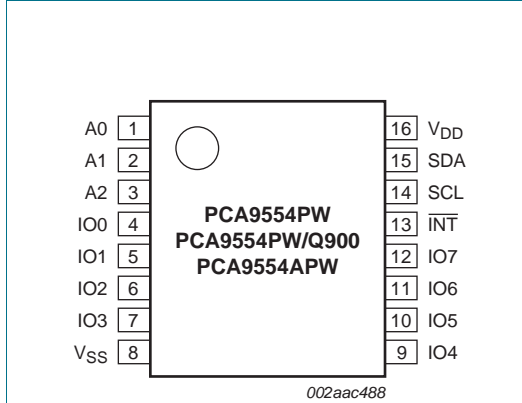 A0 1
A1 2
A2 3
IO0 4
IO1 5
IO2 6
IO3 7
VSS 8
PCA9554PW
PCA9554PW/Q900
PCA9554APW
16 VDD
15 SDA
14 SCL
13 INT
12 IO7
11 IO6
10 IO5
9 IO4
002aac488